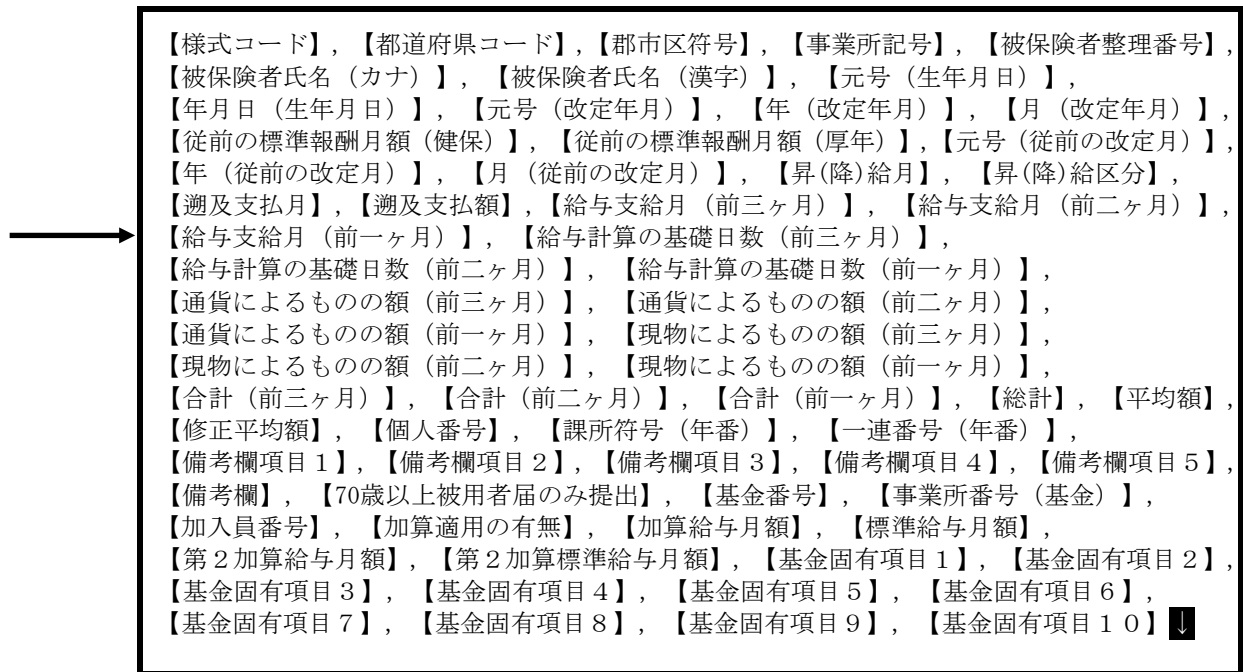 【様式コード】, 【都道府県コード】, 【郡市区符号】, 【事業所記号】, 【被保険者整理番号】,
【被保険者氏名（カナ）】, 【被保険者氏名（漢字）】, 【元号（生年月日）】,
【年月日（生年月日）】, 【元号（改定年月）】, 【年（改定年月）】, 【月（改定年月）】,
【従前の標準報酬月額（健保）】, 【従前の標準報酬月額（厚年）】, 【元号（従前の改定月）】,
【年（従前の改定月）】, 【月（従前の改定月）】, 【昇(降)給月】, 【昇(降)給区分】,
【遡及支払月】, 【遡及支払額】, 【給与支給月（前三ヶ月）】, 【給与支給月（前二ヶ月）】,
【給与支給月（前一ヶ月）】, 【給与計算の基礎日数（前三ヶ月）】,
【給与計算の基礎日数（前二ヶ月）】, 【給与計算の基礎日数（前一ヶ月）】,
【通貨によるものの額（前三ヶ月）】, 【通貨によるものの額（前二ヶ月）】,
【通貨によるものの額（前一ヶ月）】, 【現物によるものの額（前三ヶ月）】,
【現物によるものの額（前二ヶ月）】, 【現物によるものの額（前一ヶ月）】,
【合計（前三ヶ月）】, 【合計（前二ヶ月）】, 【合計（前一ヶ月）】, 【総計】, 【平均額】,
【修正平均額】, 【個人番号】, 【課所符号（年番）】, 【一連番号（年番）】,
【備考欄項目１】, 【備考欄項目２】, 【備考欄項目３】, 【備考欄項目４】, 【備考欄項目５】,
【備考欄】, 【70歳以上被用者届のみ提出】, 【基金番号】, 【事業所番号（基金）】,
【加入員番号】, 【加算適用の有無】, 【加算給与月額】, 【標準給与月額】,
【第２加算給与月額】, 【第２加算標準給与月額】, 【基金固有項目１】, 【基金固有項目２】,
【基金固有項目３】, 【基金固有項目４】, 【基金固有項目５】, 【基金固有項目６】,
【基金固有項目７】, 【基金固有項目８】, 【基金固有項目９】, 【基金固有項目１０】↓